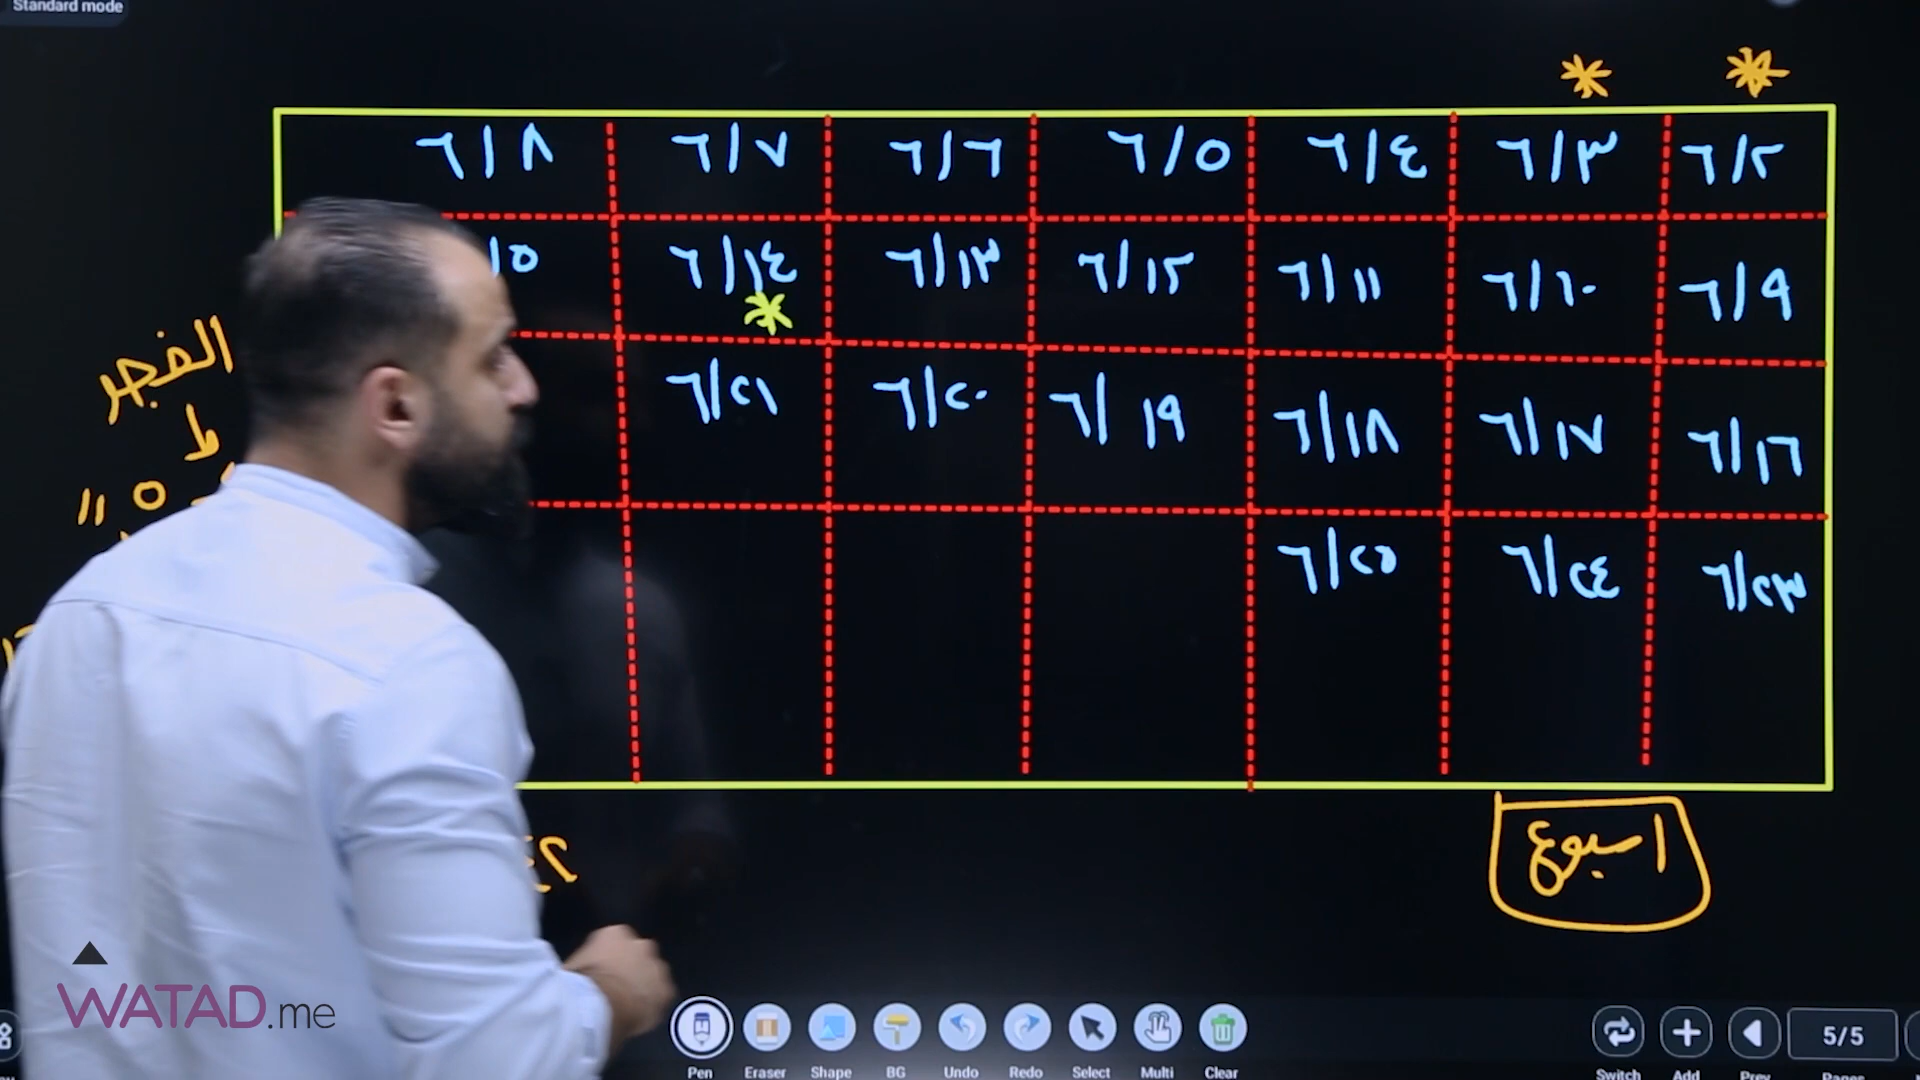 Standard mode
٦/٢ ٦/٣ ٦/٤ ٦/٥ ٦/٦ ٦/٧ ٦/٨
٦/٩ ٦/١٠ ٦/١١ ٦/١٢ ٦/١٣ ٦/١٤
٦/١٦ ٦/١٧ ٦/١٨ ٦/١٩ ٦/٢٠ ٦/٢١
٦/٢٣ ٦/٢٤ ٦/٢٥
الفجر
اسبوع
WATAD.me
Pen Eraser Shape BG Undo Redo Select Multi Clear
5/5
Switch Add Prev Pages